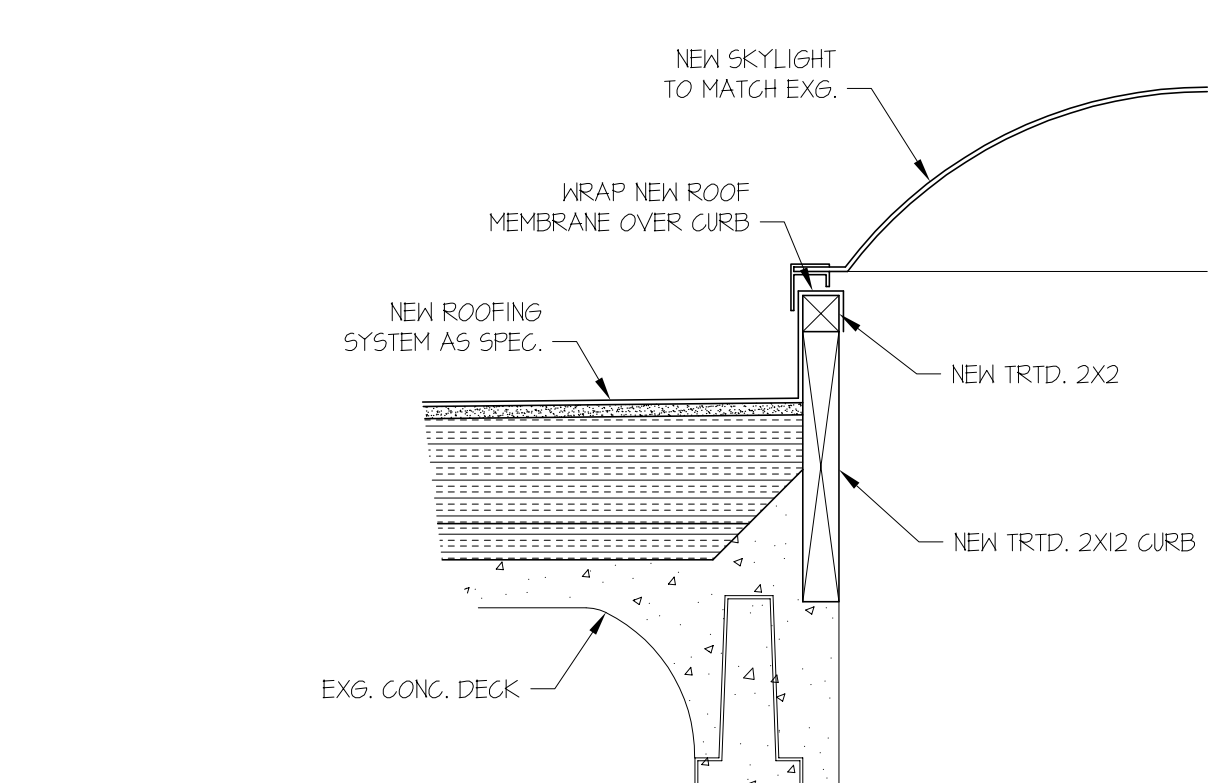 NEW SKYLIGHT
TO MATCH EXG.
WRAP NEW ROOF
MEMBRANE OVER CURB
NEW ROOFING
SYSTEM AS SPEC.
NEW TRTD. 2X2
NEW TRTD. 2X12 CURB
EXG. CONC. DECK